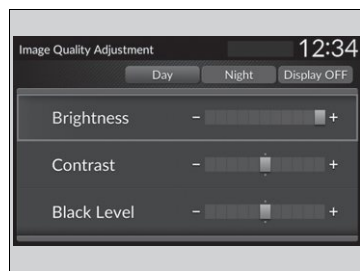 Image Quality Adjustment 12:34
Day Night Display OFF
Brightness - +
Contrast - +
Black Level - +